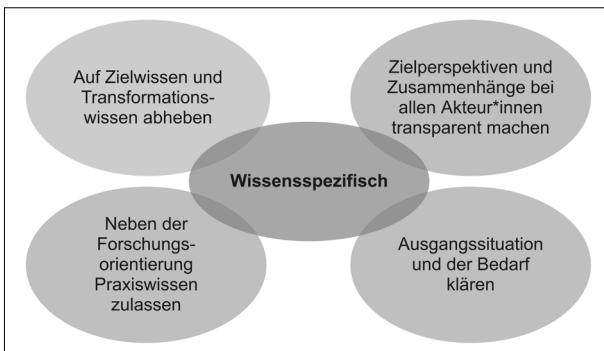 Auf Zielwissen und
Transformations-
wissen abheben
Zielperspektiven und
Zusammenhänge bei
allen Akteur*innen
transparent machen
Wissensspezifisch
Neben der
Forschungs-
orientierung
Praxiswissen
zulassen
Ausgangssituation
und der Bedarf
klären